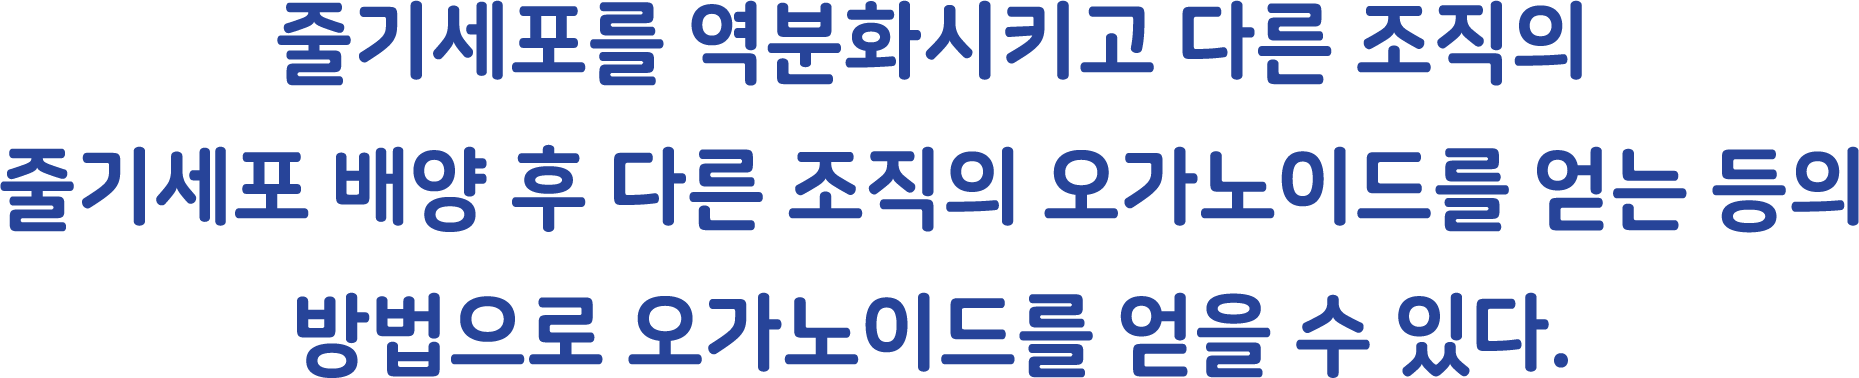 줄기세포를 역분화시키고 다른 조직의
줄기세포 배양 후 다른 조직의 오가노이드를 얻는 등의
방법으로 오가노이드를 얻을 수 있다.